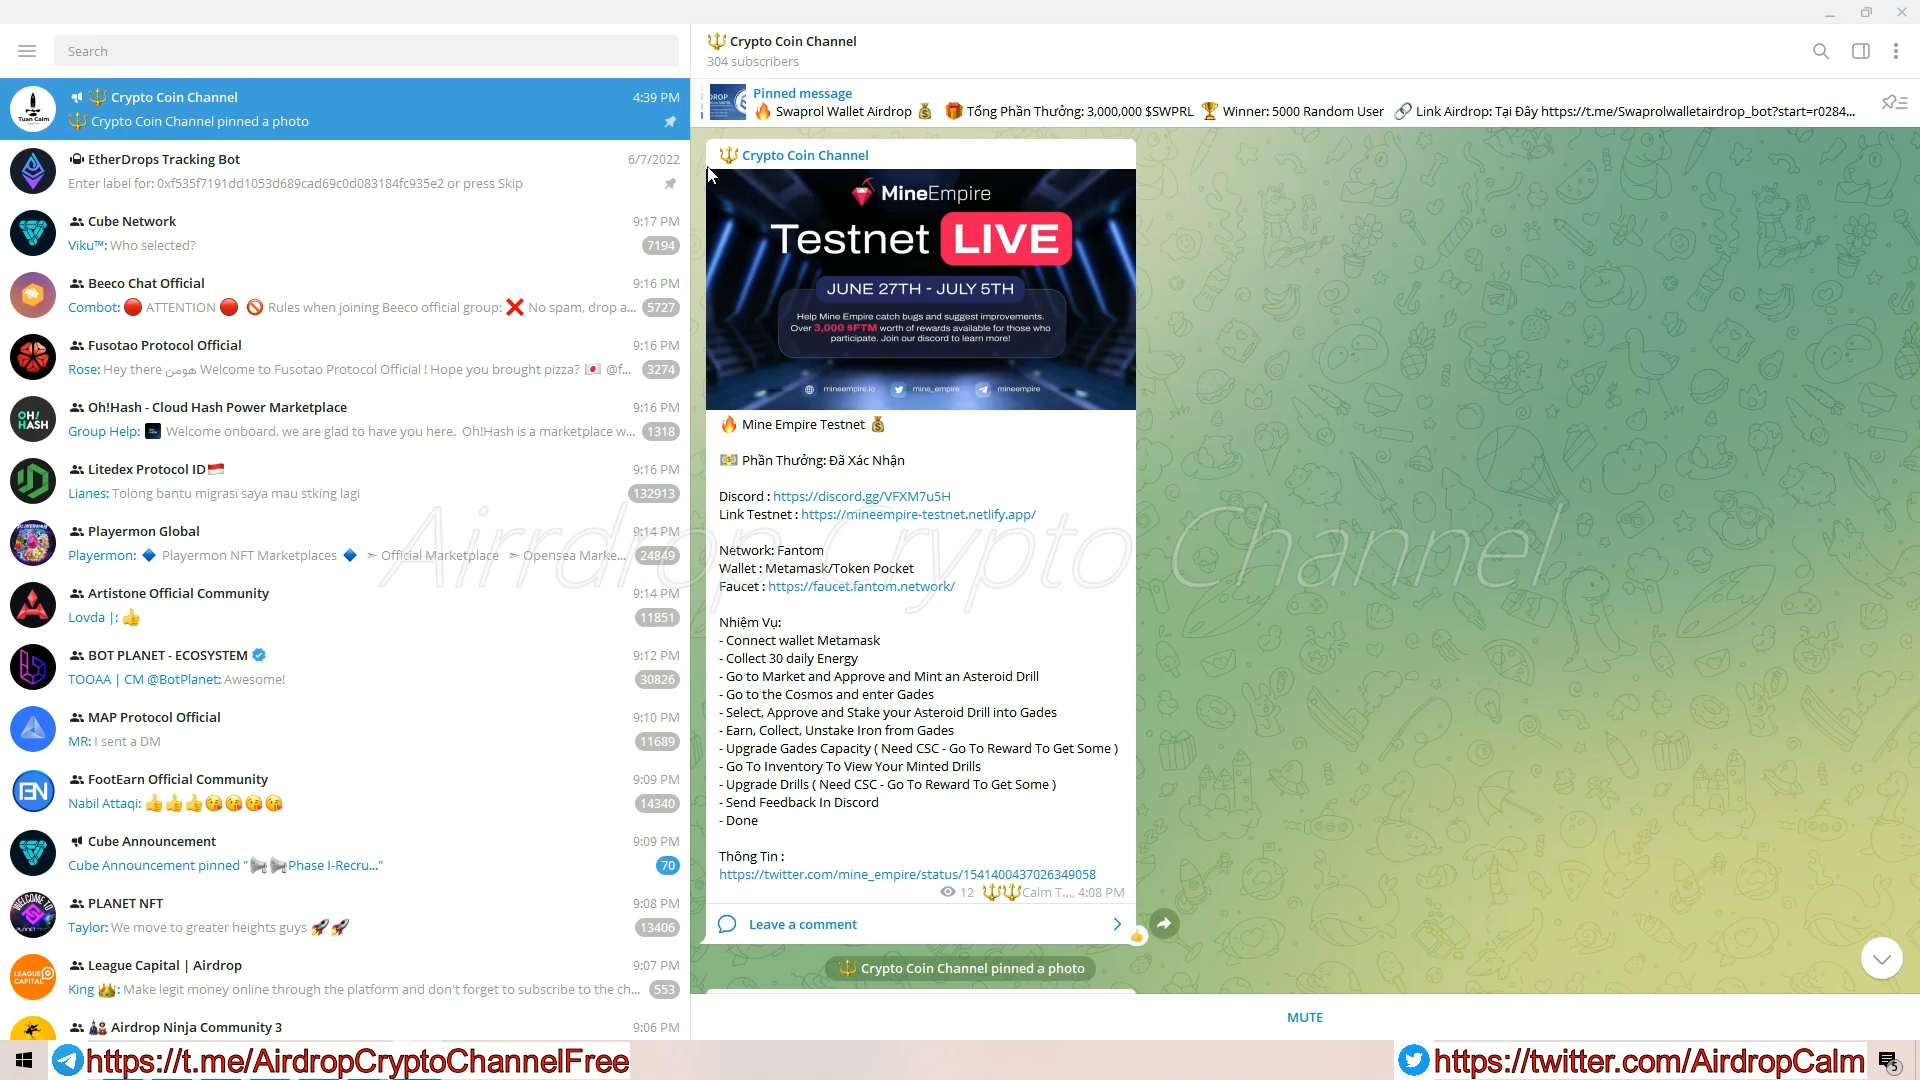 Search
Crypto Coin Channel
4:39 PM
Crypto Coin Channel pinned a photo
EtherDrops Tracking Bot
6/7/2022
Enter label for: 0xf535f7191dd1053d689cad69c0d083184fc935e2 or press Skip
Cube Network
9:17 PM
Viku™: Who selected?
7194
Beeco Chat Official
9:16 PM
Combot: 🔴 ATTENTION 🔴 🚫 Rules when joining Beeco official group: ❌ No spam, drop a...
5727
Fusotao Protocol Official
9:16 PM
Rose: Hey there هومن Welcome to Fusotao Protocol Official ! Hope you brought pizza? 🇯🇵 @f...
3274
Oh!Hash - Cloud Hash Power Marketplace
9:16 PM
Group Help: Welcome onboard, we are glad to have you here. Oh!Hash is a marketplace w...
1318
Litedex Protocol ID🇮🇩
9:16 PM
Lianes: Tolong bantu migrasi saya mau stking lagi
132913
Playermon Global
9:14 PM
Playermon: 🔷 Playermon NFT Marketplaces 🔷 ➣ Official Marketplace ➣ Opensea Marke...
24849
Artistone Official Community
9:14 PM
Lovda |: 👍
11851
BOT PLANET - ECOSYSTEM
9:12 PM
TOOAA | CM @BotPlanet: Awesome!
30826
MAP Protocol Official
9:10 PM
MR: I sent a DM
11689
FootEarn Official Community
9:09 PM
Nabil Attaqi: 👍👍👍😘😘😘😘
14340
Cube Announcement
9:09 PM
Cube Announcement pinned "📢📢Phase I-Recru..."
70
PLANET NFT
9:08 PM
Taylor: We move to greater heights guys 🚀🚀
13406
League Capital | Airdrop
9:07 PM
King 👑: Make legit money online through the platform and don't forget to subscribe to the ch...
553
Airdrop Ninja Community 3
9:06 PM
Tuan Calm
OH!
HASH
WELCOME TO
LEAGUE
CAPITAL
🔱 Crypto Coin Channel
304 subscribers
Pinned message
🔥 Swaprol Wallet Airdrop 💰 🎁 Tổng Phần Thưởng: 3,000,000 $SWPRL 🏆 Winner: 5000 Random User 🔗 Link Airdrop: Tại Đây https://t.me/Swaprolwalletairdrop_bot?start=r0284...
🔱 Crypto Coin Channel
MineEmpire
Testnet LIVE
JUNE 27TH - JULY 5TH
Help Mine Empire catch bugs and suggest improvements.
Over 3,000 $FTM worth of rewards available for those who
participate. Join our discord to learn more!
mineempire.io mine_empire mineempire
🔥 Mine Empire Testnet 💰
💵 Phần Thưởng: Đã Xác Nhận
Discord : https://discord.gg/VFXM7u5H
Link Testnet : https://mineempire-testnet.netlify.app/
Network: Fantom
Wallet : Metamask/Token Pocket
Faucet : https://faucet.fantom.network/
Nhiệm Vụ:
- Connect wallet Metamask
- Collect 30 daily Energy
- Go to Market and Approve and Mint an Asteroid Drill
- Go to the Cosmos and enter Gades
- Select, Approve and Stake your Asteroid Drill into Gades
- Earn, Collect, Unstake Iron from Gades
- Upgrade Gades Capacity ( Need CSC - Go To Reward To Get Some )
- Go To Inventory To View Your Minted Drills
- Upgrade Drills ( Need CSC - Go To Reward To Get Some )
- Send Feedback In Discord
- Done
Thông Tin :
https://twitter.com/mine_empire/status/1541400437026349058
12 🔱🔱Calm T..., 4:08 PM
Leave a comment
🔱 Crypto Coin Channel pinned a photo
MUTE
Airrdrop Crypto Channel
https://t.me/AirdropCryptoChannelFree
https://twitter.com/AirdropCalm
5